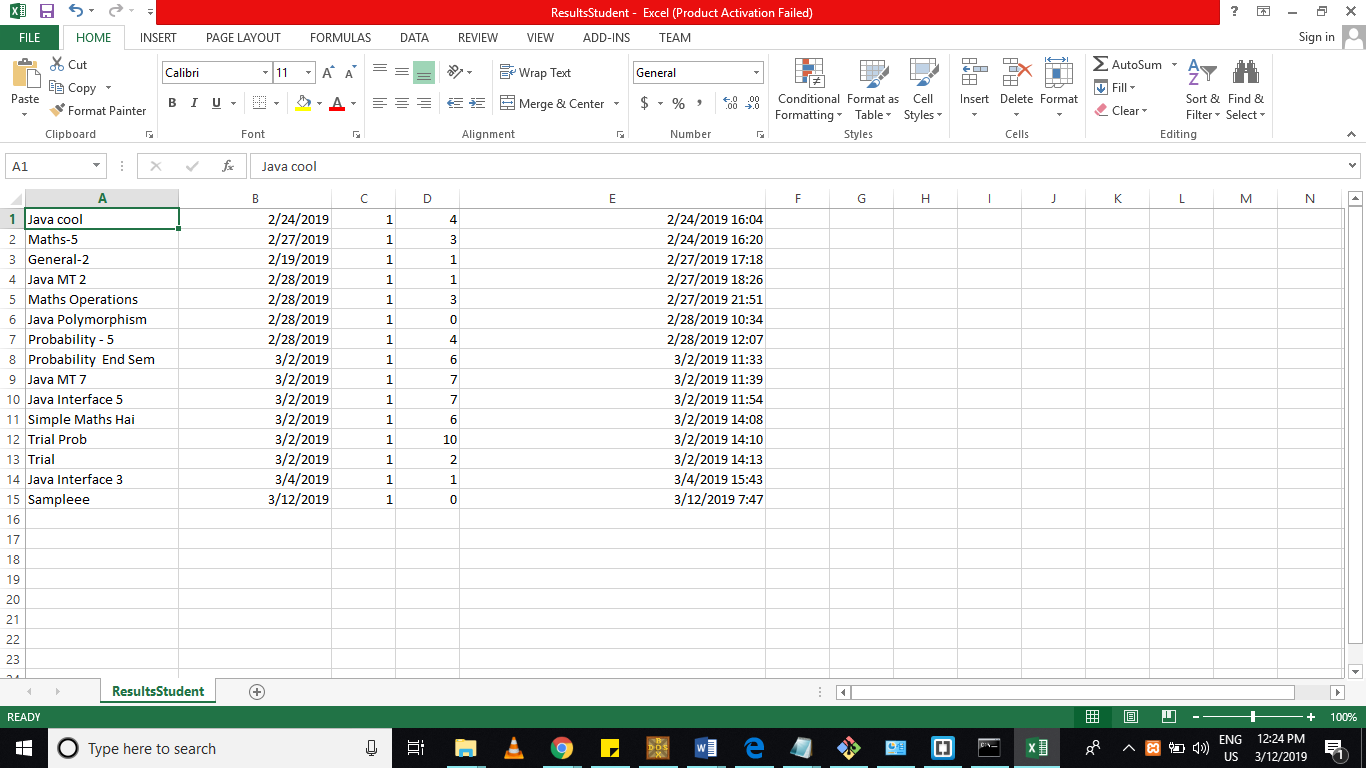 ResultsStudent - Excel (Product Activation Failed)
FILE HOME INSERT PAGE LAYOUT FORMULAS DATA REVIEW VIEW ADD-INS TEAM Sign in
Paste
Cut
Copy
Format Painter
Clipboard
Calibri 11
B I U
Font
Wrap Text
Merge & Center
Alignment
General
$ % ,
Number
Conditional Formatting
Format as Table
Cell Styles
Styles
Insert Delete Format
Cells
AutoSum
Fill
Clear
Sort & Filter
Find & Select
Editing
A1 fx Java cool
A B C D E F G H I J K L M N
1 Java cool 2/24/2019 1 4 2/24/2019 16:04
2 Maths-5 2/27/2019 1 3 2/24/2019 16:20
3 General-2 2/19/2019 1 1 2/27/2019 17:18
4 Java MT 2 2/28/2019 1 1 2/27/2019 18:26
5 Maths Operations 2/28/2019 1 3 2/27/2019 21:51
6 Java Polymorphism 2/28/2019 1 0 2/28/2019 10:34
7 Probability - 5 2/28/2019 1 4 2/28/2019 12:07
8 Probability  End Sem 3/2/2019 1 6 3/2/2019 11:33
9 Java MT 7 3/2/2019 1 7 3/2/2019 11:39
10 Java Interface 5 3/2/2019 1 7 3/2/2019 11:54
11 Simple Maths Hai 3/2/2019 1 6 3/2/2019 14:08
12 Trial Prob 3/2/2019 1 10 3/2/2019 14:10
13 Trial 3/2/2019 1 2 3/2/2019 14:13
14 Java Interface 3 3/4/2019 1 1 3/4/2019 15:43
15 Sampleee 3/12/2019 1 0 3/12/2019 7:47
16
17
18
19
20
21
22
23
24
ResultsStudent
READY 100%
Type here to search
ENG
US
12:24 PM
3/12/2019
1